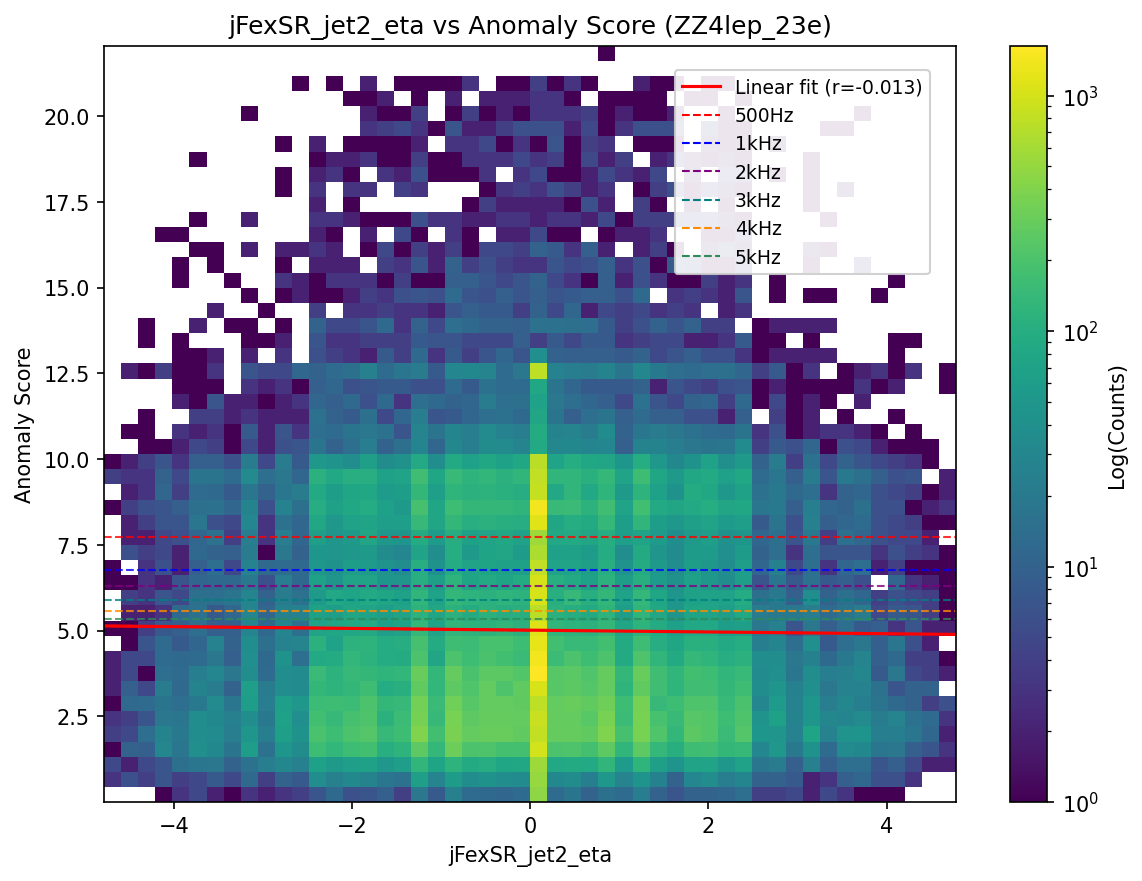 jFexSR_jet2_eta vs Anomaly Score (ZZ4lep_23e)
Linear fit (r=-0.013)
500Hz
1kHz
2kHz
3kHz
4kHz
5kHz
20.0
17.5
15.0
12.5
10.0
7.5
5.0
2.5
Anomaly Score
−4
−2
0
2
4
jFexSR_jet2_eta
10³
10²
10¹
10⁰
Log(Counts)